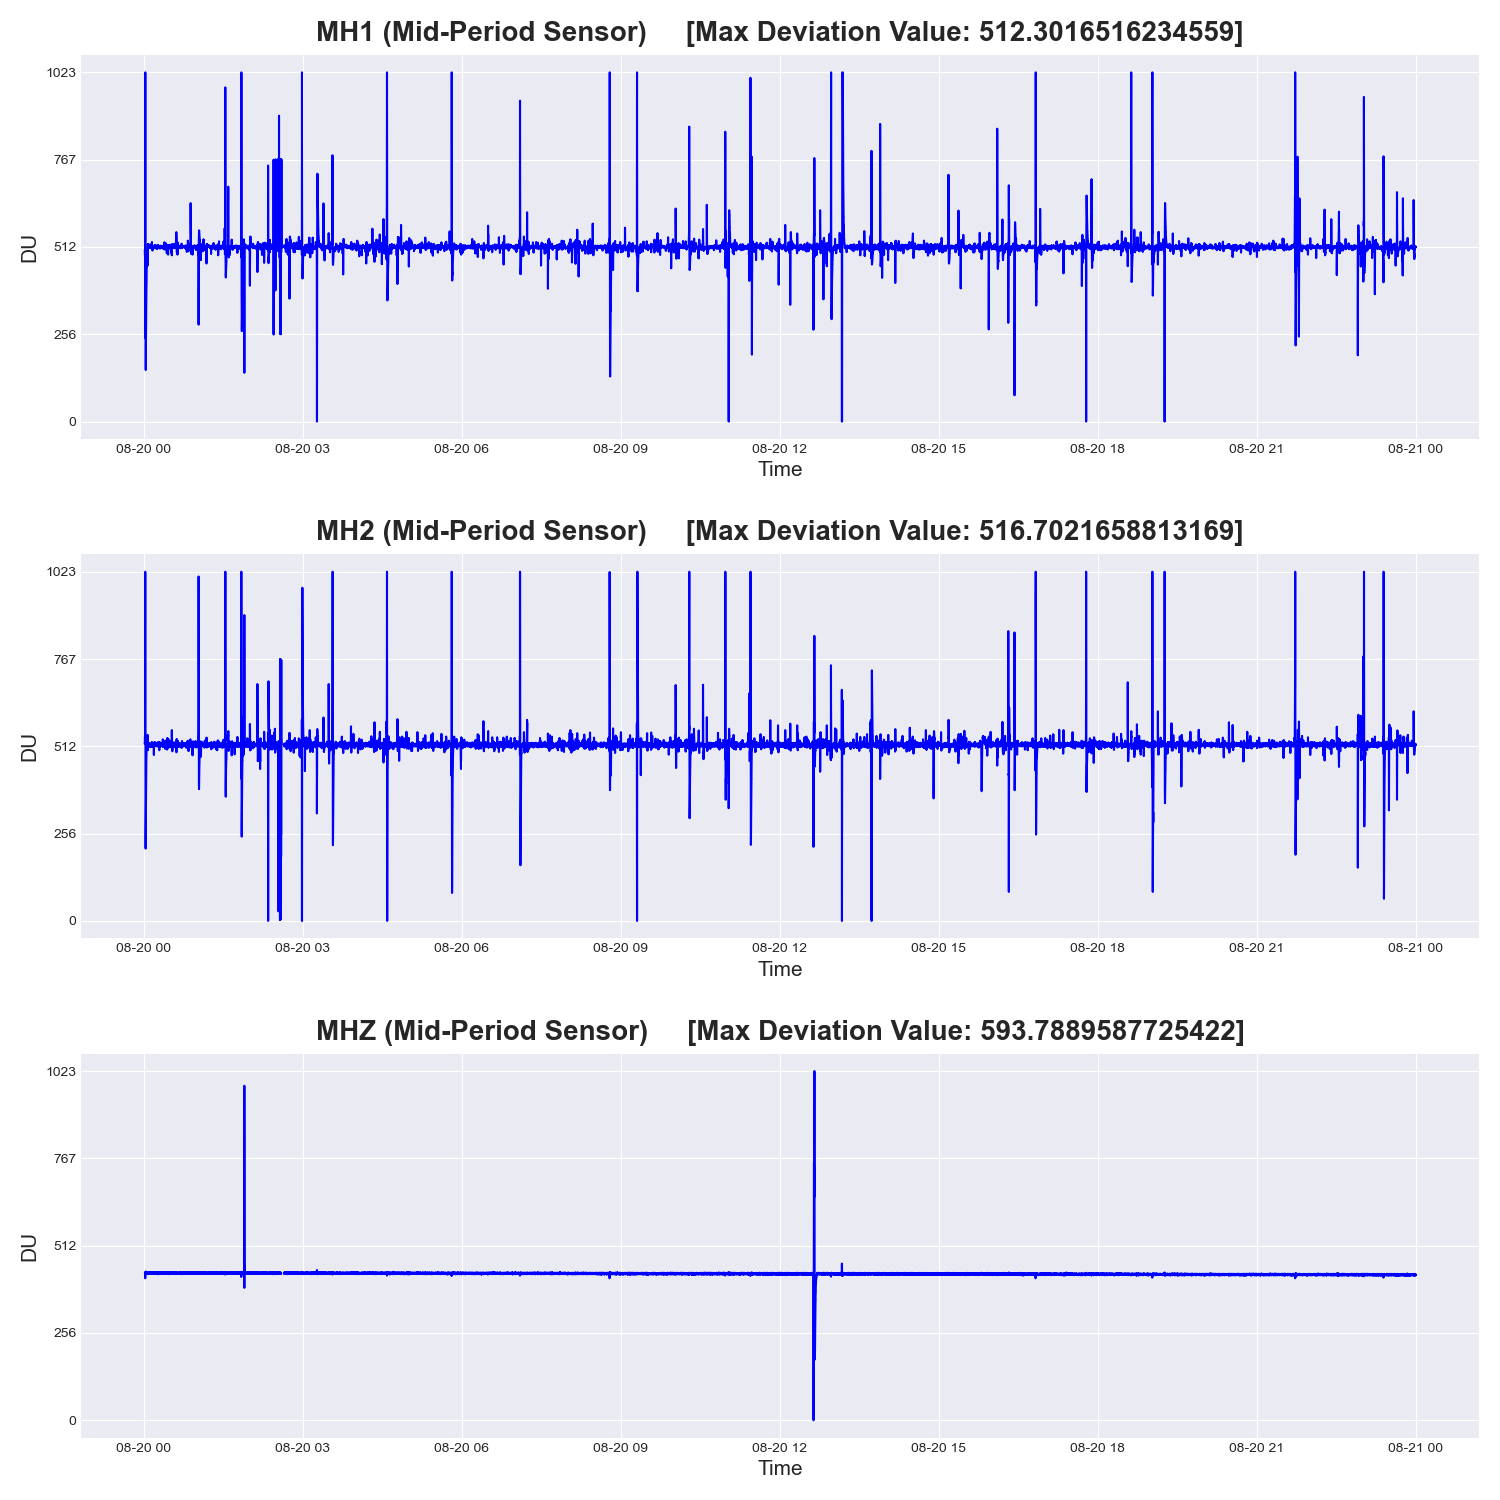 MH1 (Mid-Period Sensor) [Max Deviation Value: 512.3016516234559]
1023
767
512
256
0
DU
08-20 00 08-20 03 08-20 06 08-20 09 08-20 12 08-20 15 08-20 18 08-20 21 08-21 00
Time
MH2 (Mid-Period Sensor) [Max Deviation Value: 516.7021658813169]
1023
767
512
256
0
DU
08-20 00 08-20 03 08-20 06 08-20 09 08-20 12 08-20 15 08-20 18 08-20 21 08-21 00
Time
MHZ (Mid-Period Sensor) [Max Deviation Value: 593.7889587725422]
1023
767
512
256
0
DU
08-20 00 08-20 03 08-20 06 08-20 09 08-20 12 08-20 15 08-20 18 08-20 21 08-21 00
Time